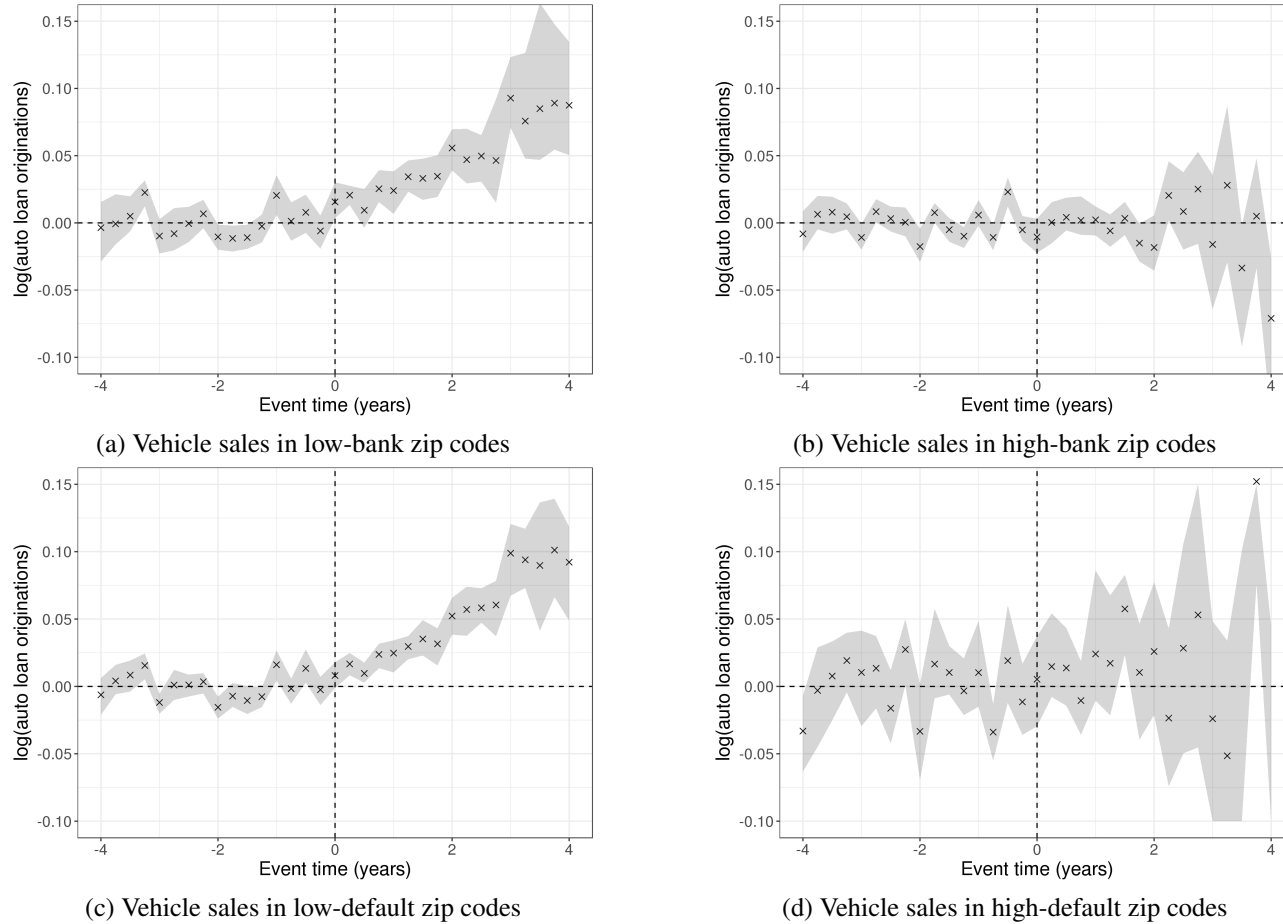 0.15
0.10
0.05
0.00
-0.05
-0.10
log(auto loan originations)
-4 -2 0 2 4
Event time (years)
(a) Vehicle sales in low-bank zip codes
0.15
0.10
0.05
0.00
-0.05
-0.10
log(auto loan originations)
-4 -2 0 2 4
Event time (years)
(b) Vehicle sales in high-bank zip codes
0.15
0.10
0.05
0.00
-0.05
-0.10
log(auto loan originations)
-4 -2 0 2 4
Event time (years)
(c) Vehicle sales in low-default zip codes
0.15
0.10
0.05
0.00
-0.05
-0.10
log(auto loan originations)
-4 -2 0 2 4
Event time (years)
(d) Vehicle sales in high-default zip codes